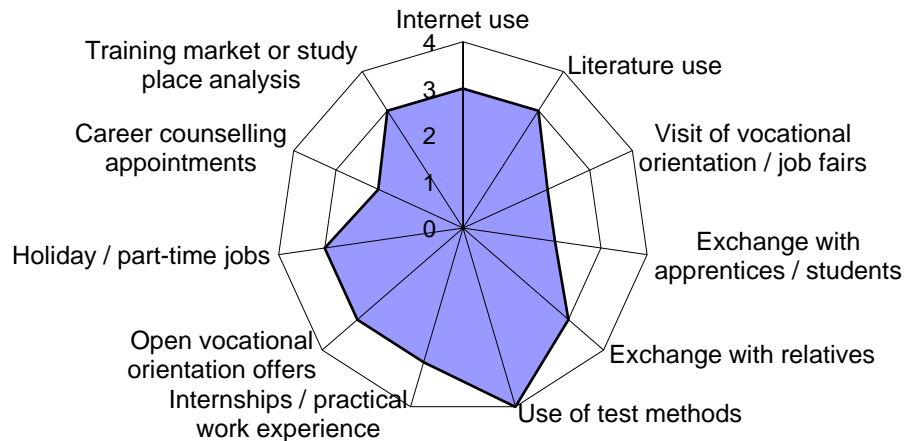 Internet use
4
Training market or study
place analysis
Literature use
3
Career counselling
appointments
2
Visit of vocational
orientation / job fairs
1
0
Holiday / part-time jobs
Exchange with
apprentices / students
Open vocational
orientation offers
Exchange with relatives
Internships / practical
work experience
Use of test methods